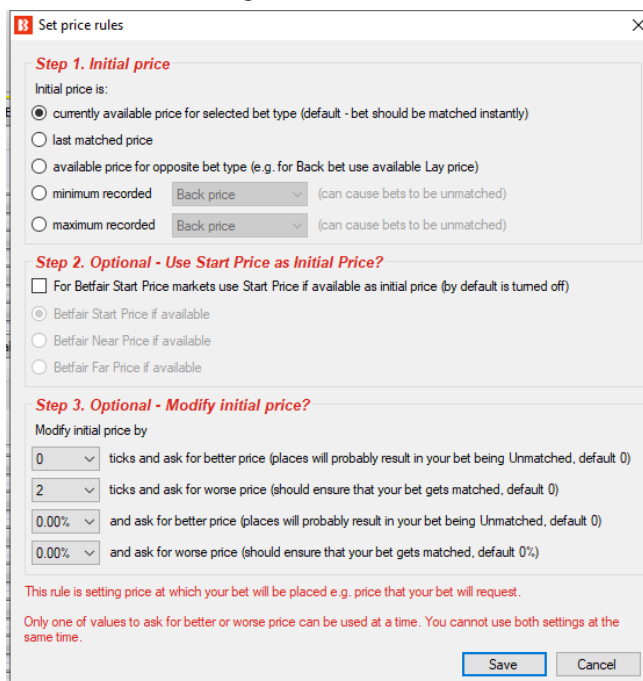 Set price rules
Step 1. Initial price
Initial price is:
currently available price for selected bet type (default - bet should be matched instantly)
last matched price
available price for opposite bet type (e.g. for Back bet use available Lay price)
minimum recorded Back price (can cause bets to be unmatched)
maximum recorded Back price (can cause bets to be unmatched)
Step 2. Optional - Use Start Price as Initial Price?
For Betfair Start Price markets use Start Price if available as initial price (by default is turned off)
Betfair Start Price if available
Betfair Near Price if available
Betfair Far Price if available
Step 3. Optional - Modify initial price?
Modify initial price by
0 ticks and ask for better price (places will probably result in your bet being Unmatched, default 0)
2 ticks and ask for worse price (should ensure that your bet gets matched, default 0)
0.00% and ask for better price (places will probably result in your bet being Unmatched, default 0)
0.00% and ask for worse price (should ensure that your bet gets matched, default 0%)
This rule is setting price at which your bet will be placed e.g. price that your bet will request.
Only one of values to ask for better or worse price can be used at a time. You cannot use both settings at the
same time.
Save Cancel